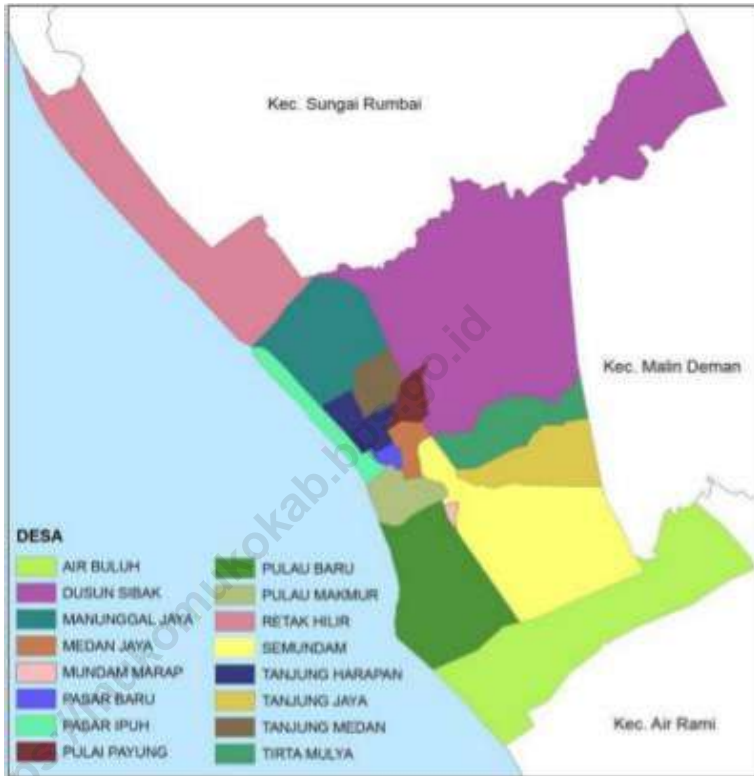 Kec. Sungai Rumbai
Kec. Malin Deman
DESA
AIR BULUH
DUSUN SIBAK
MANUNGGAL JAYA
MEDAN JAYA
MUNDAM MARAP
PASAR BARU
PASAR IPUH
PULAI PAYUNG
PULAU BARU
PULAU MAKMUR
RETAK HILIR
SEMUNDAM
TANJUNG HARAPAN
TANJUNG JAYA
TANJUNG MEDAN
TIRTA MULYA
Kec. Air Rami